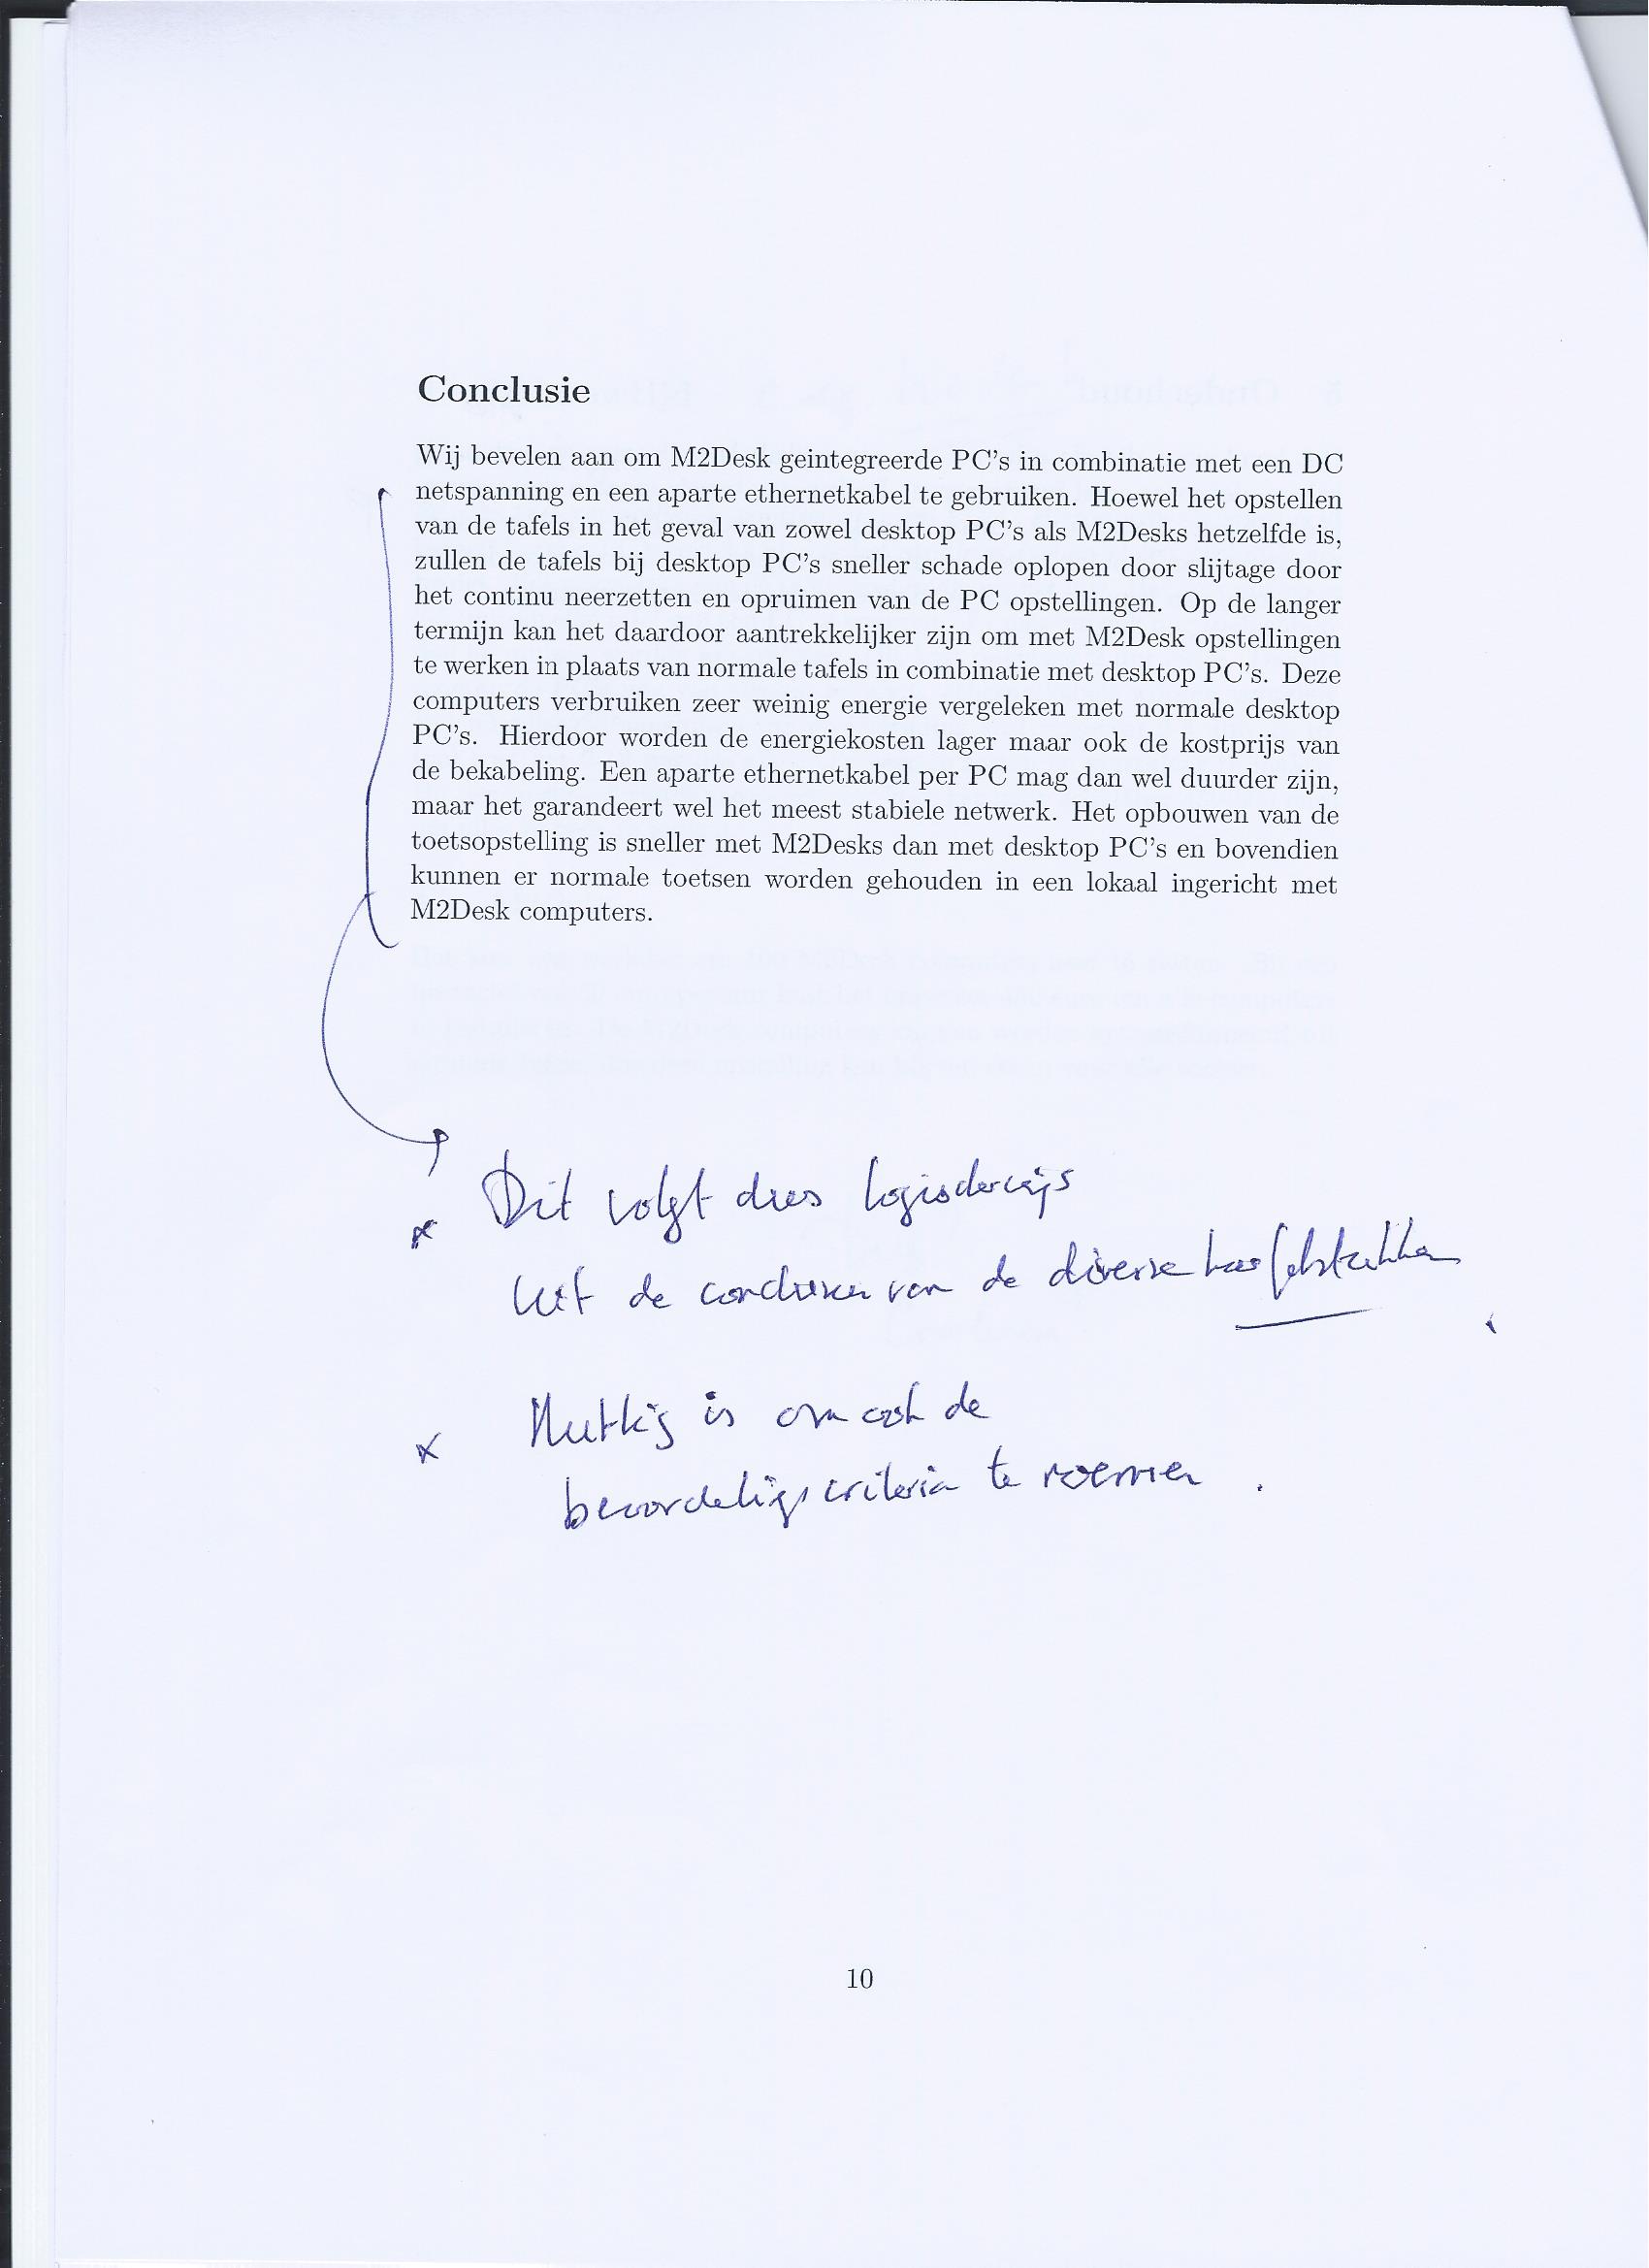 Conclusie
Wij bevelen aan om M2Desk geintegreerde PC's in combinatie met een DC
netspanning en een aparte ethernetkabel te gebruiken. Hoewel het opstellen
van de tafels in het geval van zowel desktop PC's als M2Desks hetzelfde is,
zullen de tafels bij desktop PC's sneller schade oplopen door slijtage door
het continu neerzetten en opruimen van de PC opstellingen. Op de langer
termijn kan het daardoor aantrekkelijker zijn om met M2Desk opstellingen
te werken in plaats van normale tafels in combinatie met desktop PC's. Deze
computers verbruiken zeer weinig energie vergeleken met normale desktop
PC's. Hierdoor worden de energiekosten lager maar ook de kostprijs van
de bekabeling. Een aparte ethernetkabel per PC mag dan wel duurder zijn,
maar het garandeert wel het meest stabiele netwerk. Het opbouwen van de
toetsopstelling is sneller met M2Desks dan met desktop PC's en bovendien
kunnen er normale toetsen worden gehouden in een lokaal ingericht met
M2Desk computers.
* Dit volgt dus logischerwijs
uit de conclusies van de diverse hoofdstukken
* Nuttig is om ook de
beoordelingscriteria te noemen.
10